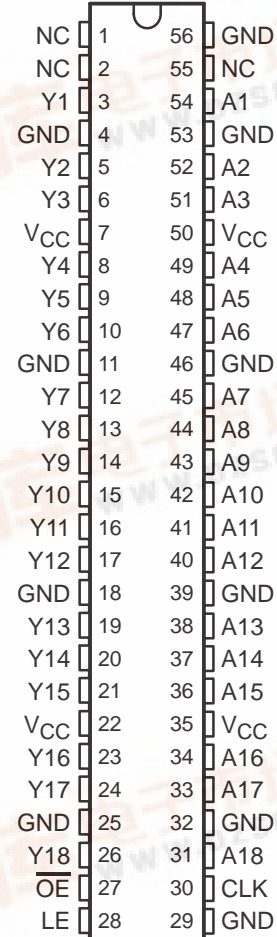 NC 1 56 GND
NC 2 55 NC
Y1 3 54 A1
GND 4 53 GND
Y2 5 52 A2
Y3 6 51 A3
VCC 7 50 VCC
Y4 8 49 A4
Y5 9 48 A5
Y6 10 47 A6
GND 11 46 GND
Y7 12 45 A7
Y8 13 44 A8
Y9 14 43 A9
Y10 15 42 A10
Y11 16 41 A11
Y12 17 40 A12
GND 18 39 GND
Y13 19 38 A13
Y14 20 37 A14
Y15 21 36 A15
VCC 22 35 VCC
Y16 23 34 A16
Y17 24 33 A17
GND 25 32 GND
Y18 26 31 A18
O̅E̅ 27 30 CLK
LE 28 29 GND